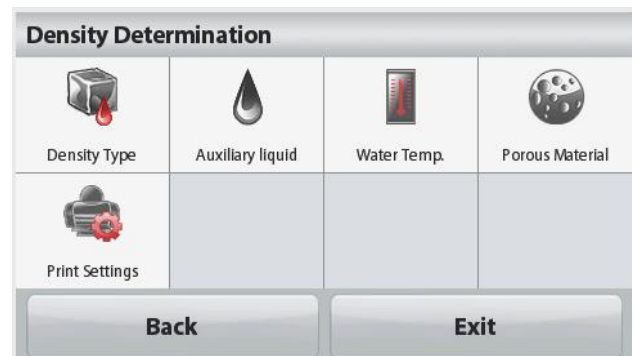 Density Determination
Density Type
Auxiliary liquid
Water Temp.
Porous Material
Print Settings
Back
Exit